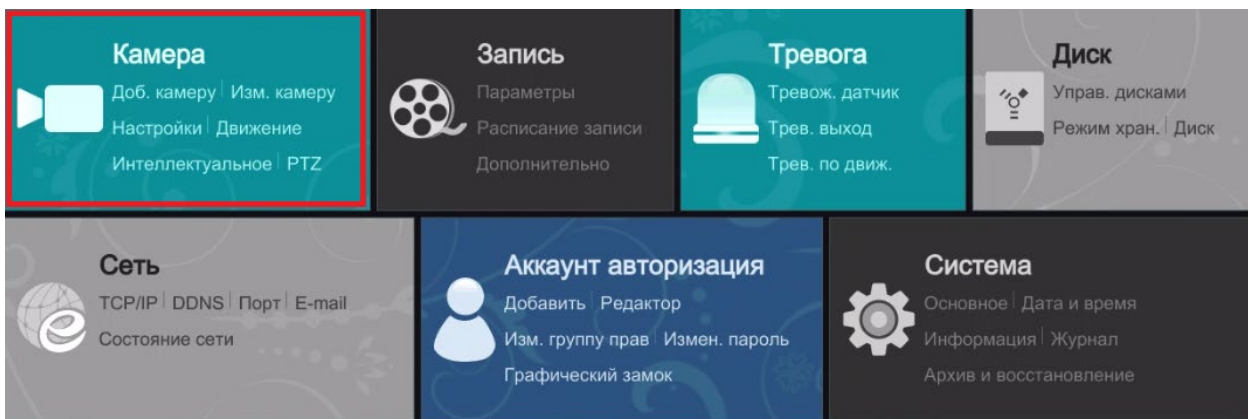 Камера
Доб. камеру | Изм. камеру
Настройки | Движение
Интеллектуальное | PTZ
Запись
Параметры
Расписание записи
Дополнительно
Тревога
Тревож. датчик
Трев. выход
Трев. по движ.
Диск
Управ. дисками
Режим хран. | Диск
Сеть
TCP/IP | DDNS | Порт | E-mail
Состояние сети
Аккаунт авторизация
Добавить | Редактор
Изм. группу прав | Измен. пароль
Графический замок
Система
Основное | Дата и время
Информация | Журнал
Архив и восстановление